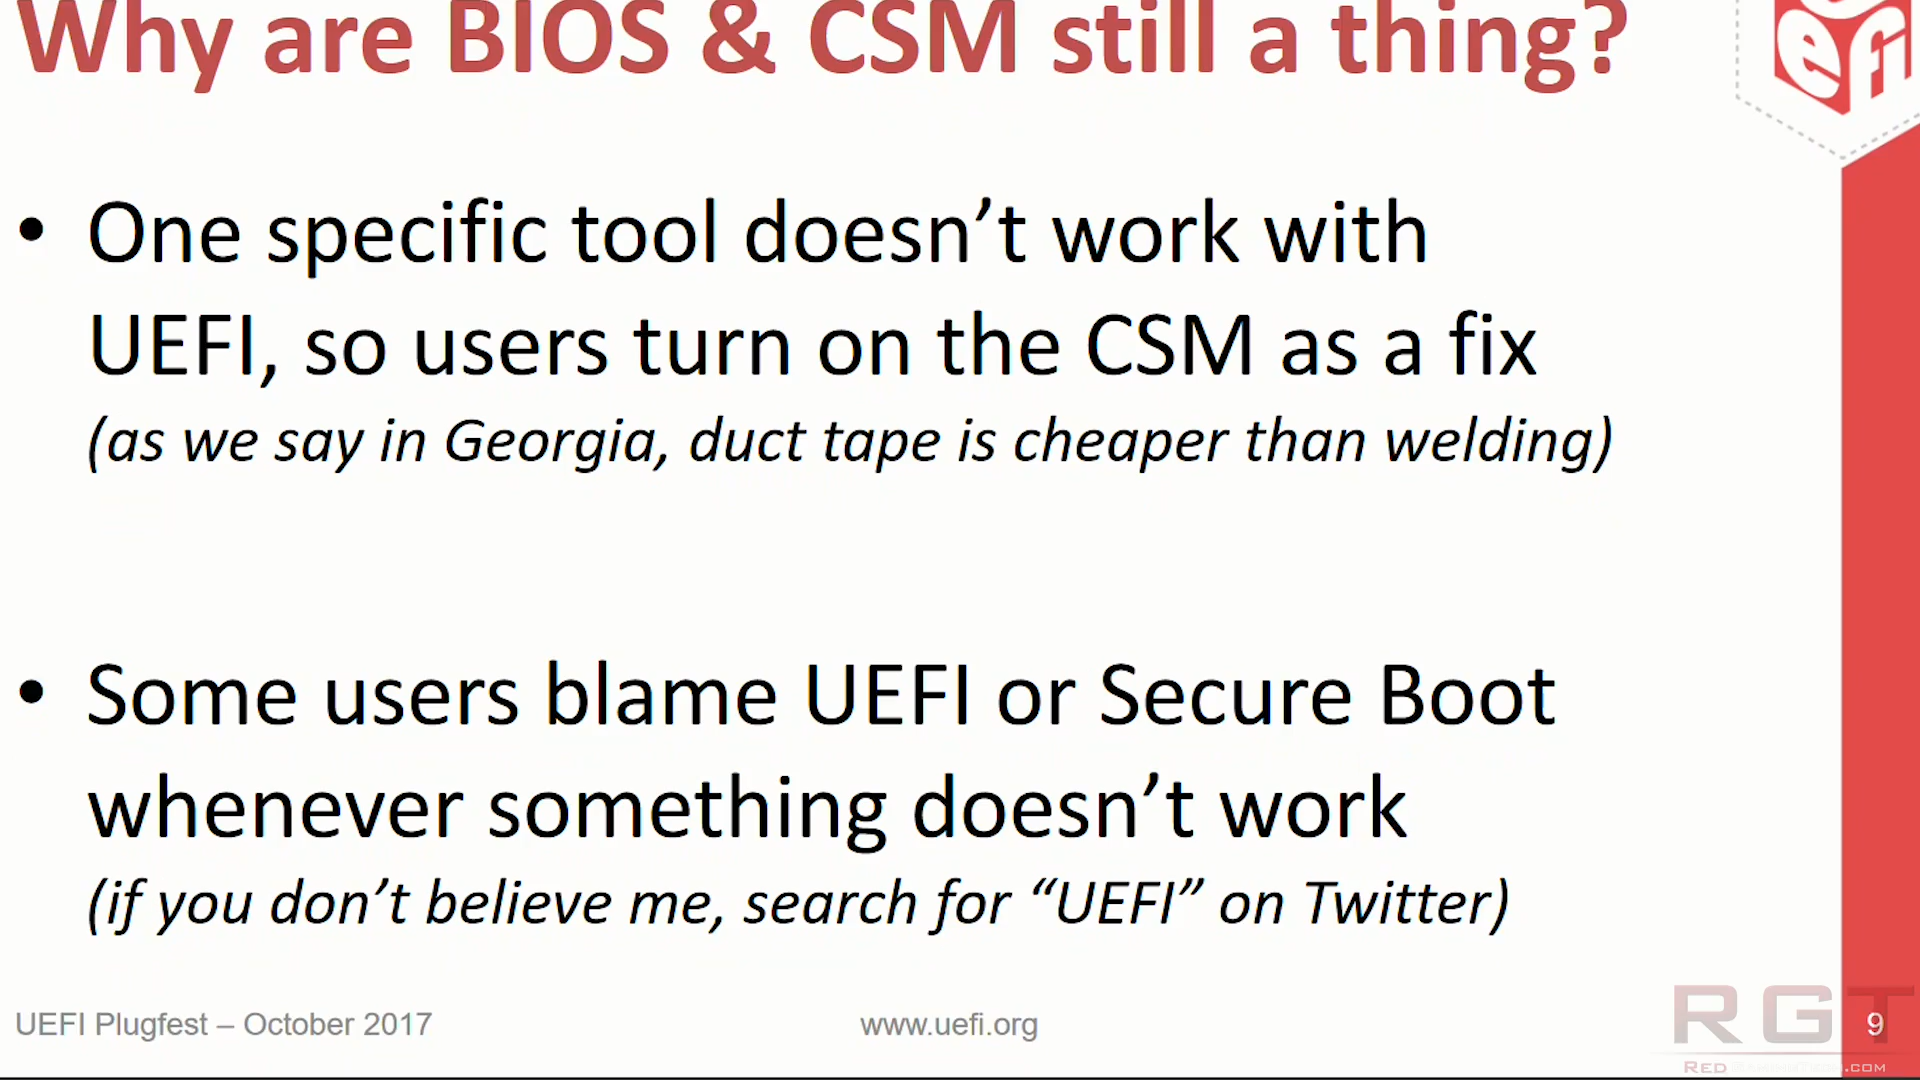 Why are BIOS & CSM still a thing?
efi
• One specific tool doesn’t work with
UEFI, so users turn on the CSM as a fix
(as we say in Georgia, duct tape is cheaper than welding)
• Some users blame UEFI or Secure Boot
whenever something doesn’t work
(if you don’t believe me, search for “UEFI” on Twitter)
UEFI Plugfest – October 2017
www.uefi.org
9
RGT